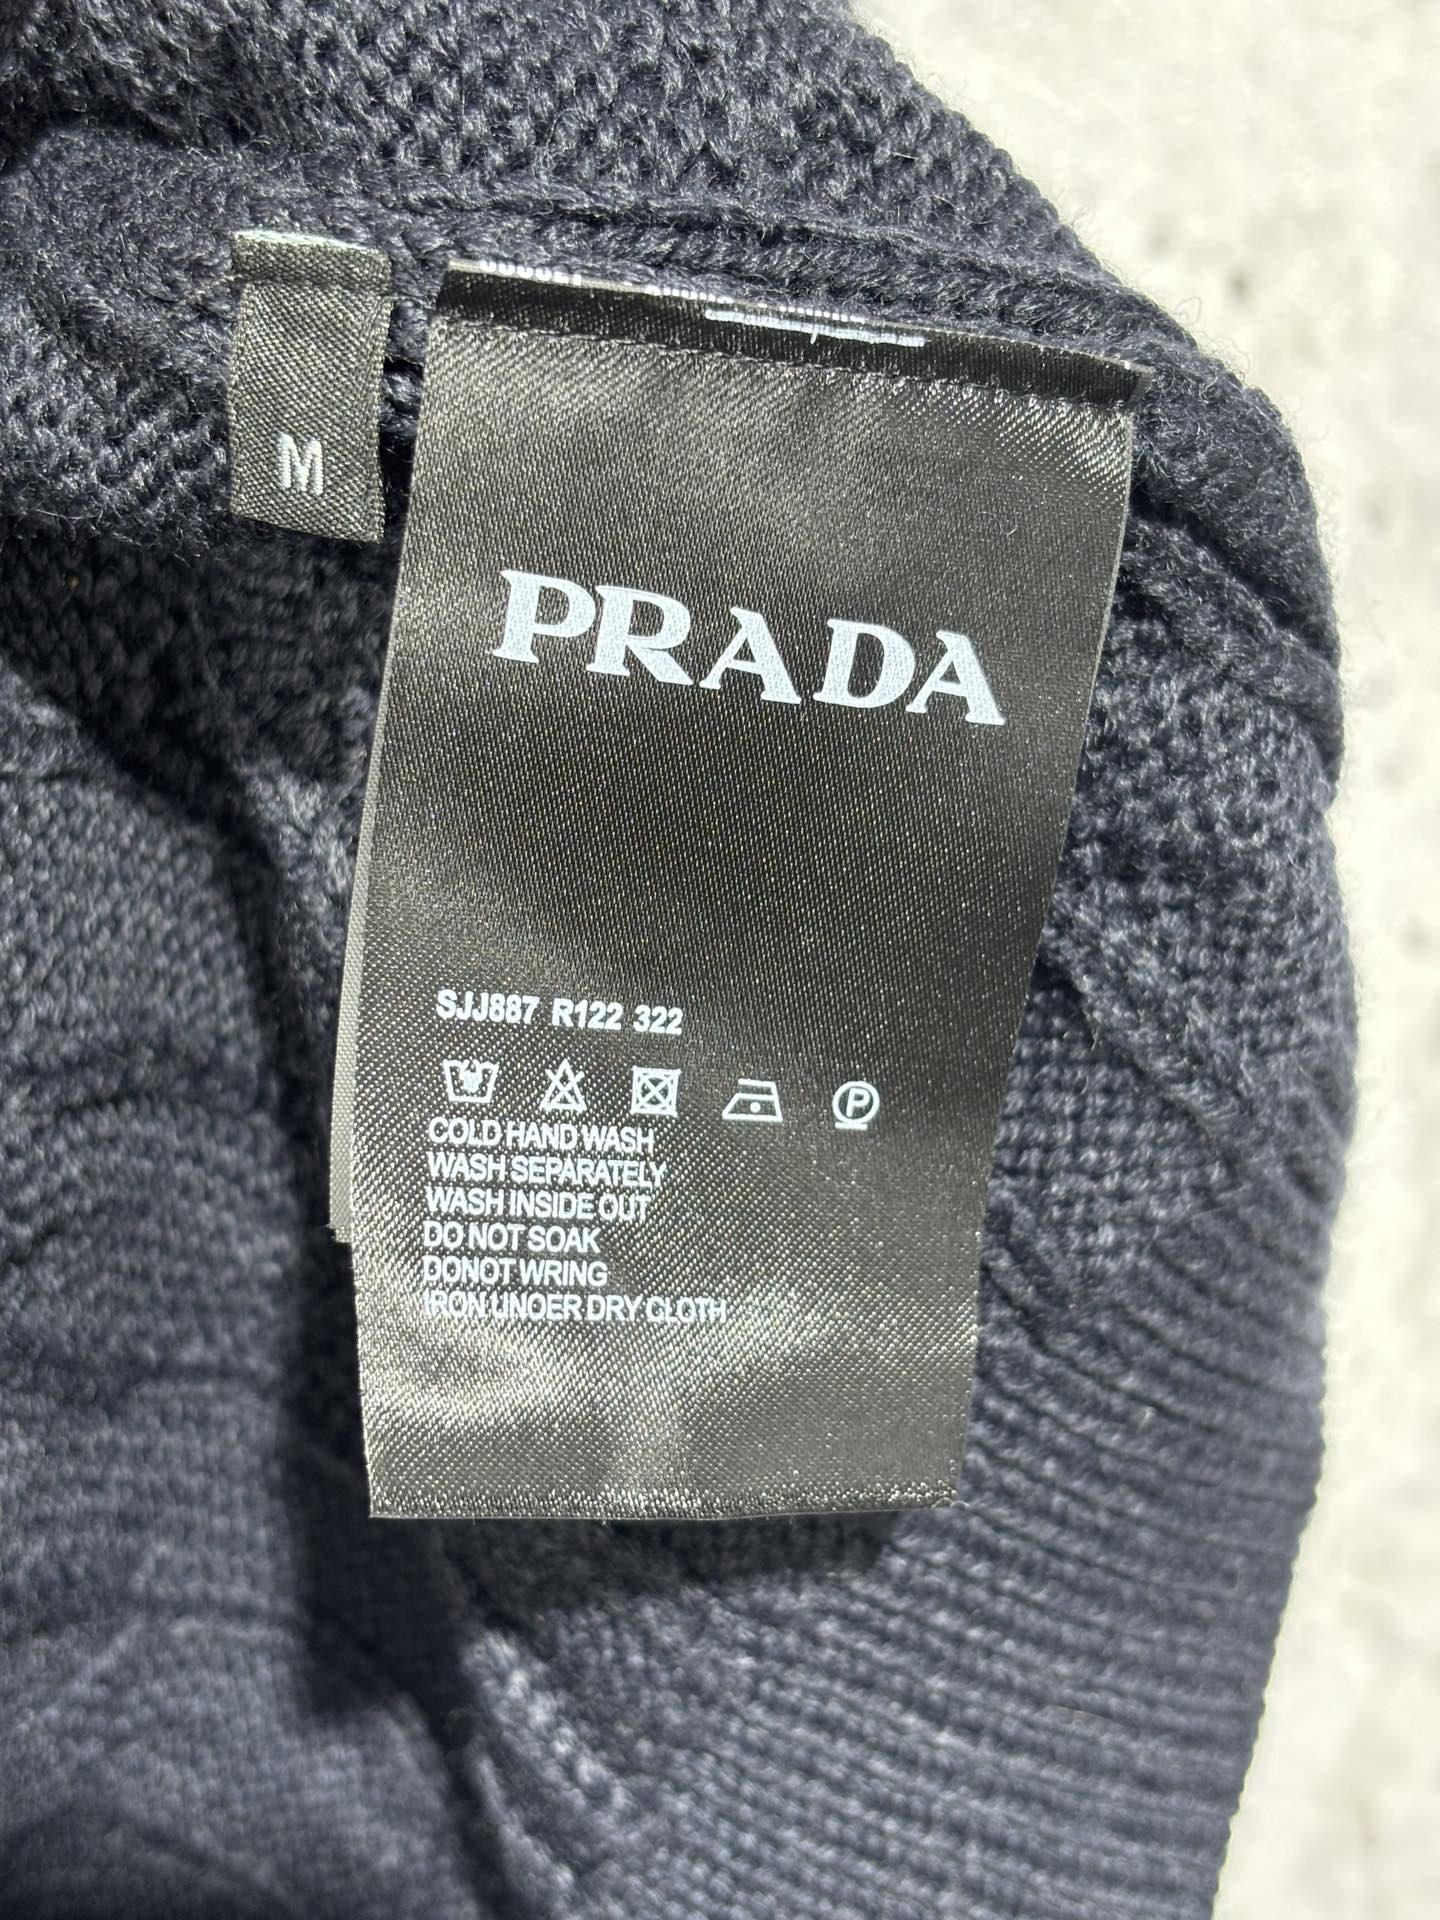 M
PRADA
SJJ887 R122 322
P
COLD HAND WASH
WASH SEPARATELY
WASH INSIDE OUT
DO NOT SOAK
DONOT WRING
IRON UNOER DRY GLOTH